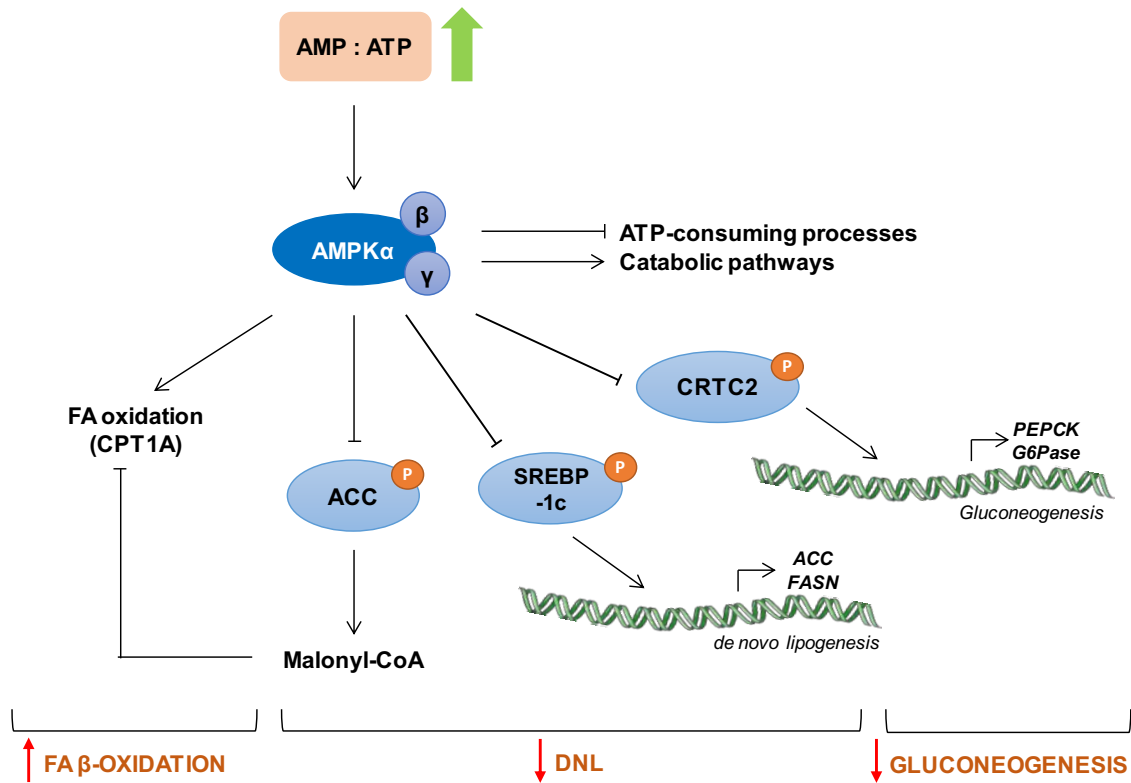 AMP : ATP
β
AMPKα
γ
ATP-consuming processes
Catabolic pathways
P
CRTC2
FA oxidation
(CPT1A)
PEPCK
G6Pase
P
ACC
P
SREBP
-1c
Gluconeogenesis
ACC
FASN
de novo lipogenesis
Malonyl-CoA
FA β-OXIDATION
DNL
GLUCONEOGENESIS